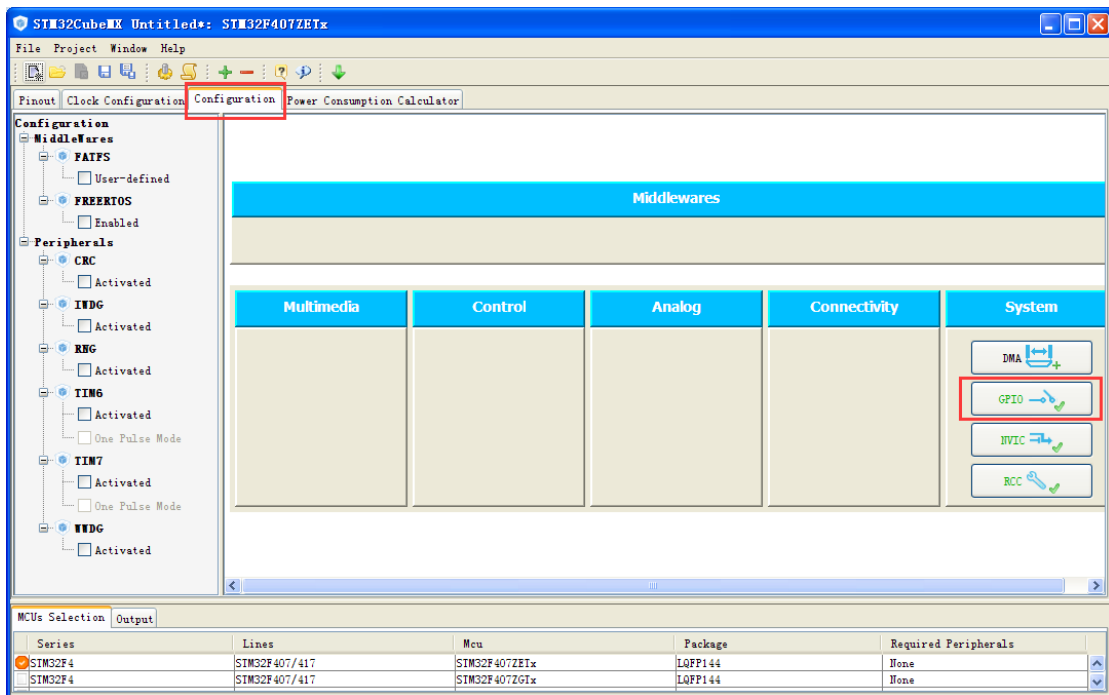 STM32CubeMX Untitled*: STM32F407ZETx
File Project Window Help
Pinout Clock Configuration Configuration Power Consumption Calculator
Configuration
MiddleWares
FATFS
User-defined
FREERTOS
Enabled
Peripherals
CRC
Activated
IWDG
Activated
RNG
Activated
TIM6
Activated
One Pulse Mode
TIM7
Activated
One Pulse Mode
WWDG
Activated
Middlewares
Multimedia Control Analog Connectivity System
DMA
GPIO
NVIC
RCC
MCUs Selection Output
Series Lines Mcu Package Required Peripherals
STM32F4 STM32F407/417 STM32F407ZETx LQFP144 None
STM32F4 STM32F407/417 STM32F407ZGTx LQFP144 None